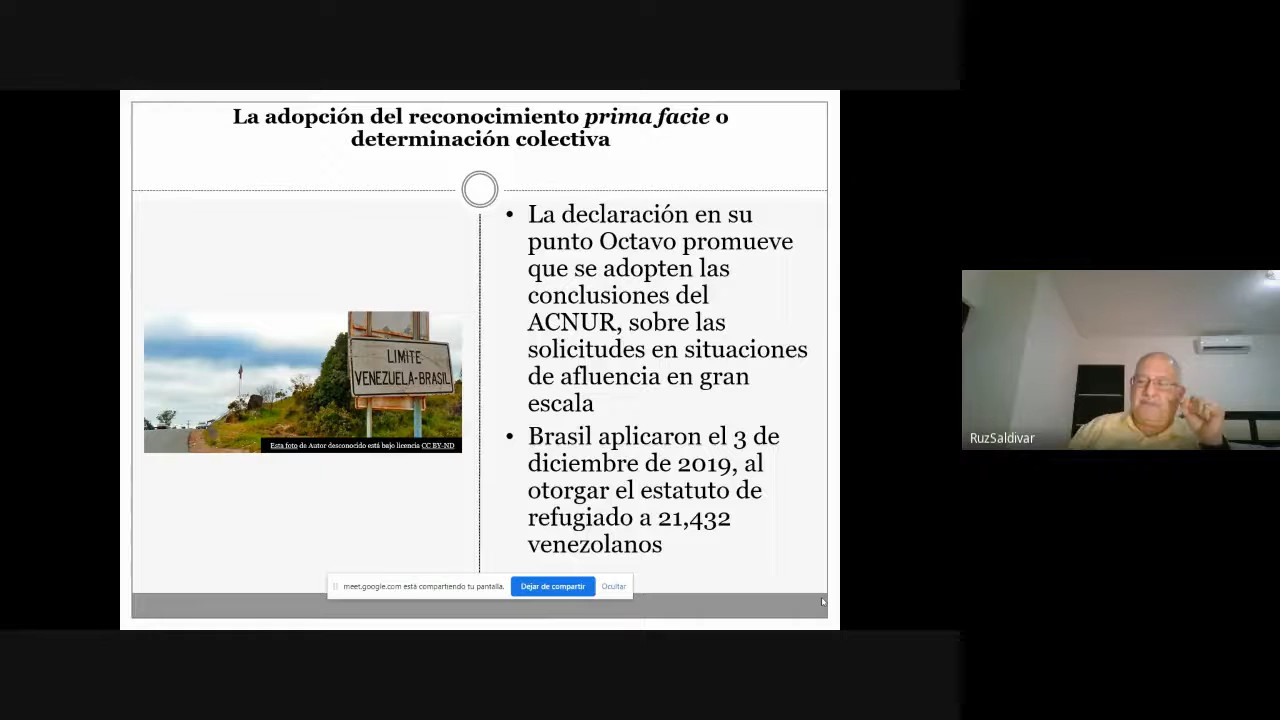 La adopción del reconocimiento prima facie o
determinación colectiva
LIMITE
VENEZUELA-BRASIL
Esta foto de Autor desconocido está bajo licencia CC BY-ND
• La declaración en su
punto Octavo promueve
que se adopten las
conclusiones del
ACNUR, sobre las
solicitudes en situaciones
de afluencia en gran
escala
• Brasil aplicaron el 3 de
diciembre de 2019, al
otorgar el estatuto de
refugiado a 21,432
venezolanos
meet.google.com está compartiendo tu pantalla.
Dejar de compartir
Ocultar
RuzSaldivar